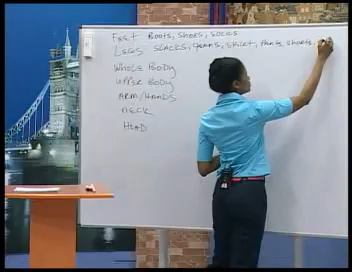 Feet Boots, Shoes, Socks
Legs Slacks, Jeans, Skirt, Pants, Shorts,
Whole Body
Upper Body
Arm/Hands
Neck
Head